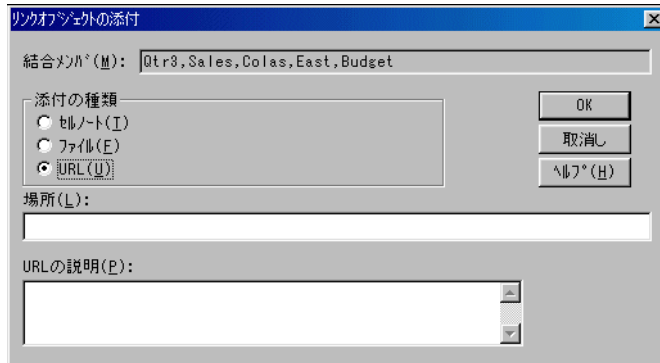 リンクオブジェクトの添付
結合メンバ(M): Qtr3,Sales,Colas,East,Budget
添付の種類
セルノート(T)
ファイル(F)
URL(U)
OK
取消し
ヘルプ(H)
場所(L):
URLの説明(P):